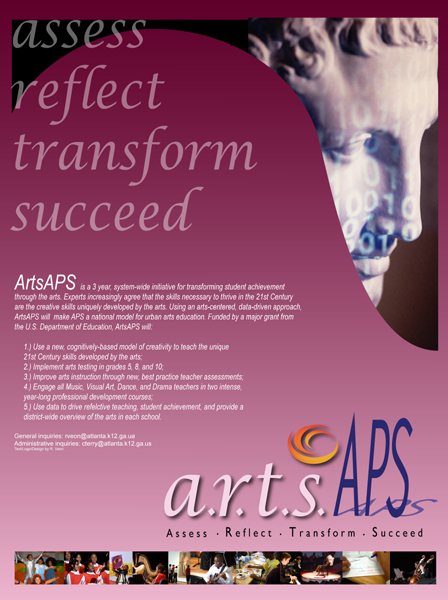 assess
reflect
transform
succeed
ArtsAPS is a 3 year, system-wide initiative for transforming student achievement
through the arts. Experts increasingly agree that the skills necessary to thrive in the 21st Century
are the creative skills uniquely developed by the arts. Using an arts-centered, data-driven approach,
ArtsAPS will make APS a national model for urban arts education. Funded by a major grant from
the U.S. Department of Education, ArtsAPS will:
1.) Use a new, cognitively-based model of creativity to teach the unique
21st Century skills developed by the arts;
2.) Implement arts testing in grades 5, 8, and 10;
3.) Improve arts instruction through new, best practice teacher assessments;
4.) Engage all Music, Visual Art, Dance, and Drama teachers in two intense,
year-long professional development courses;
5.) Use data to drive refelctive teaching, student achievement, and provide a
district-wide overview of the arts in each school.
General inquiries: rveon@atlanta.k12.ga.us
Administrative inquiries: clerry@atlanta.k12.ga.us
Text/Logo/Design by R. Veon
a.r.t.s. APS
Assess · Reflect · Transform · Succeed